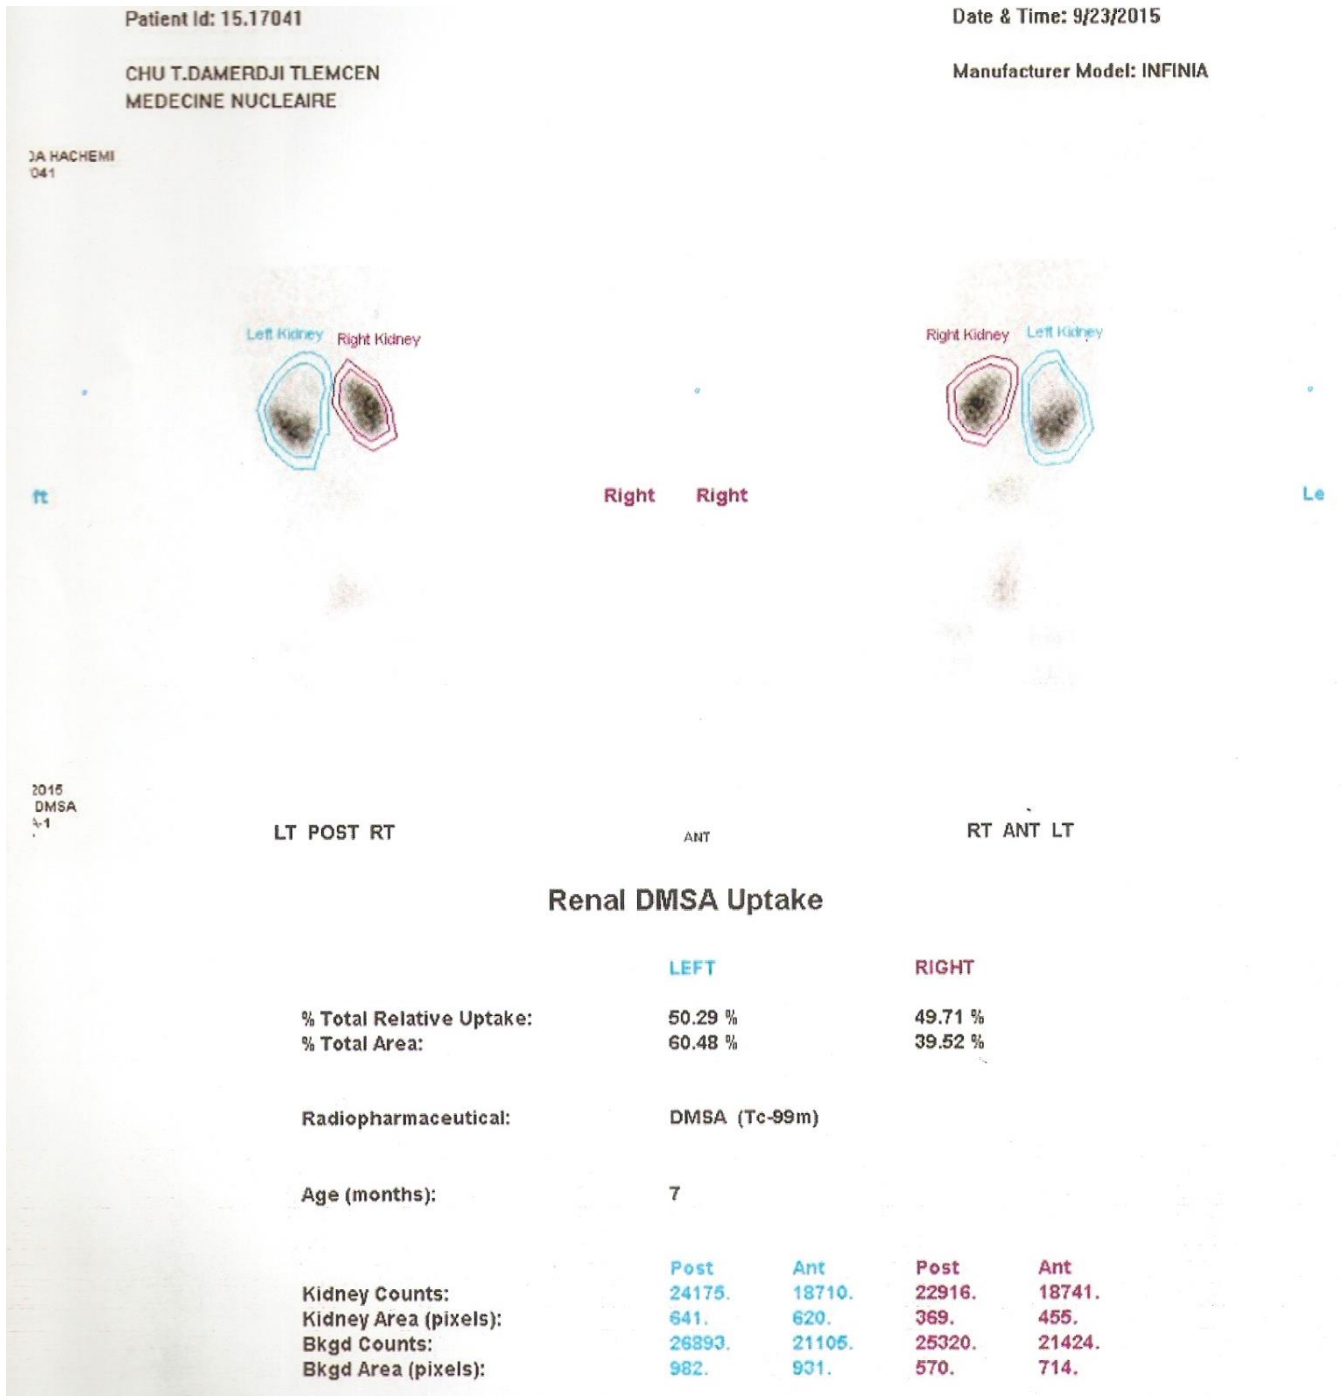 Patient Id: 15.17041
Date & Time: 9/23/2015
CHU T.DAMERDJI TLEMCEN
Manufacturer Model: INFINIA
MEDECINE NUCLEAIRE
DA HACHEMI
041
Left Kidney
Right Kidney
Right Kidney
Left Kidney
ft
Right
Right
Le
2015
DMSA
A-1
LT POST RT
ANT
RT ANT LT
Renal DMSA Uptake
LEFT RIGHT
% Total Relative Uptake: 50.29 % 49.71 %
% Total Area: 60.48 % 39.52 %
Radiopharmaceutical: DMSA (Tc-99m)
Age (months): 7
Post Ant Post Ant
Kidney Counts: 24175. 18710. 22916. 18741.
Kidney Area (pixels): 641. 620. 369. 455.
Bkgd Counts: 26893. 21105. 25320. 21424.
Bkgd Area (pixels): 982. 931. 570. 714.